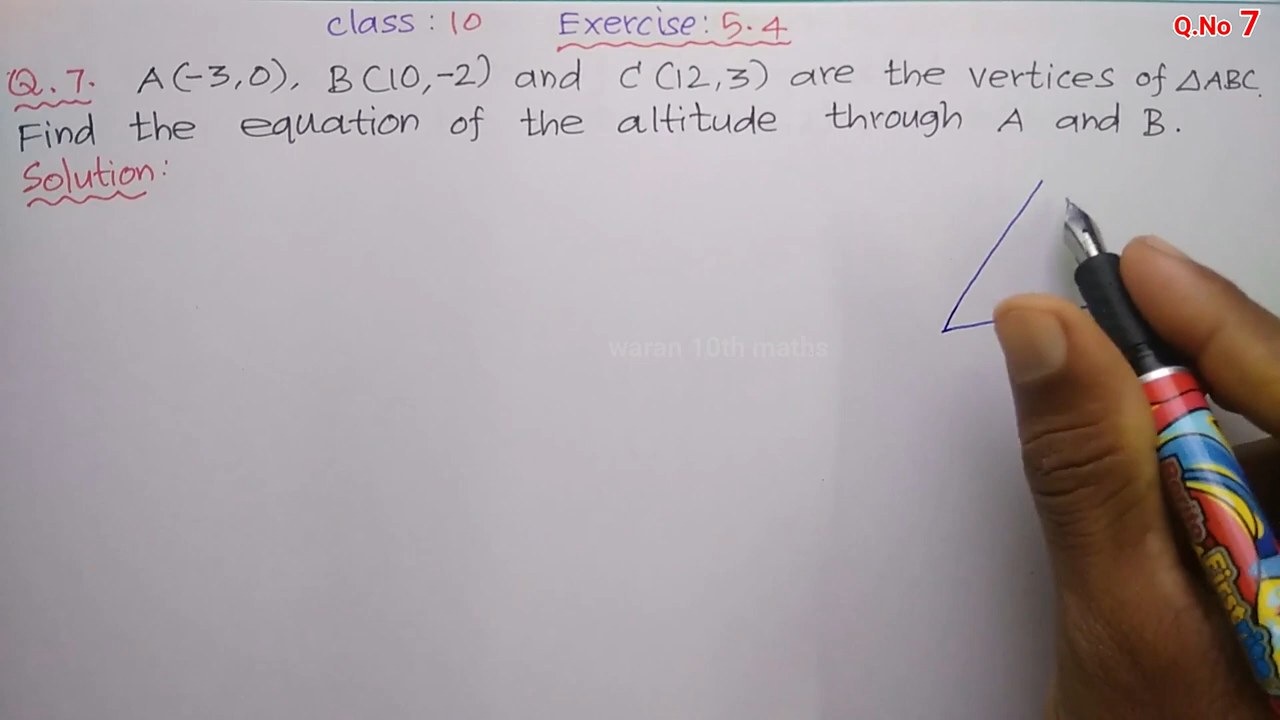 class: 10 Exercise: 5.4
Q.No 7
Q.7. A(-3,0), B(10,-2) and C(12,3) are the vertices of △ABC.
Find the equation of the altitude through A and B.
Solution:
waran 10th maths